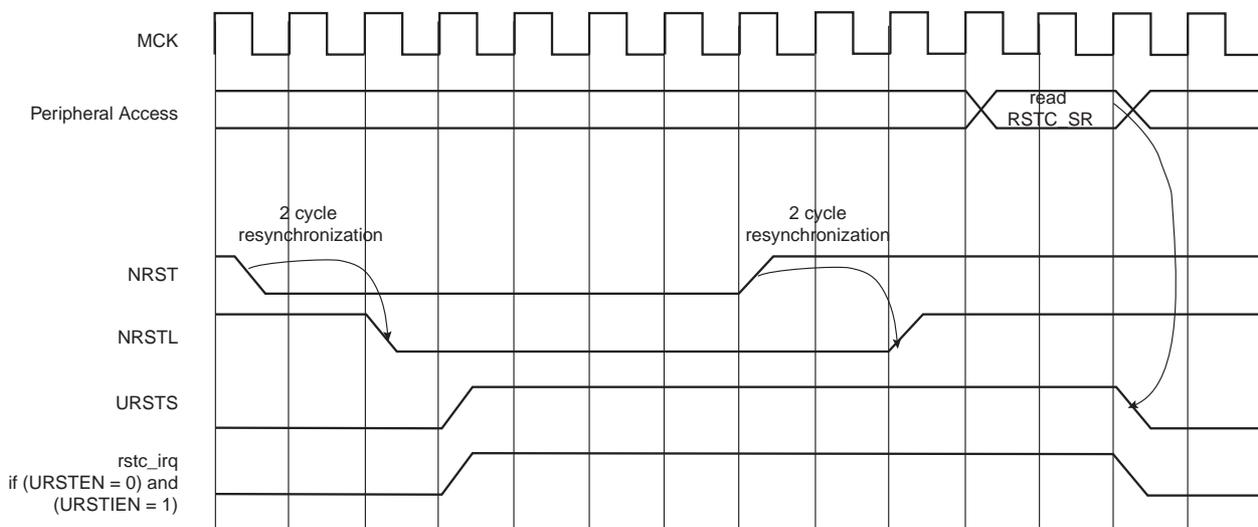 MCK
Peripheral Access
read
RSTC_SR
2 cycle
resynchronization
2 cycle
resynchronization
NRST
NRSTL
URSTS
rstc_irq
if (URSTEN = 0) and
(URSTIEN = 1)